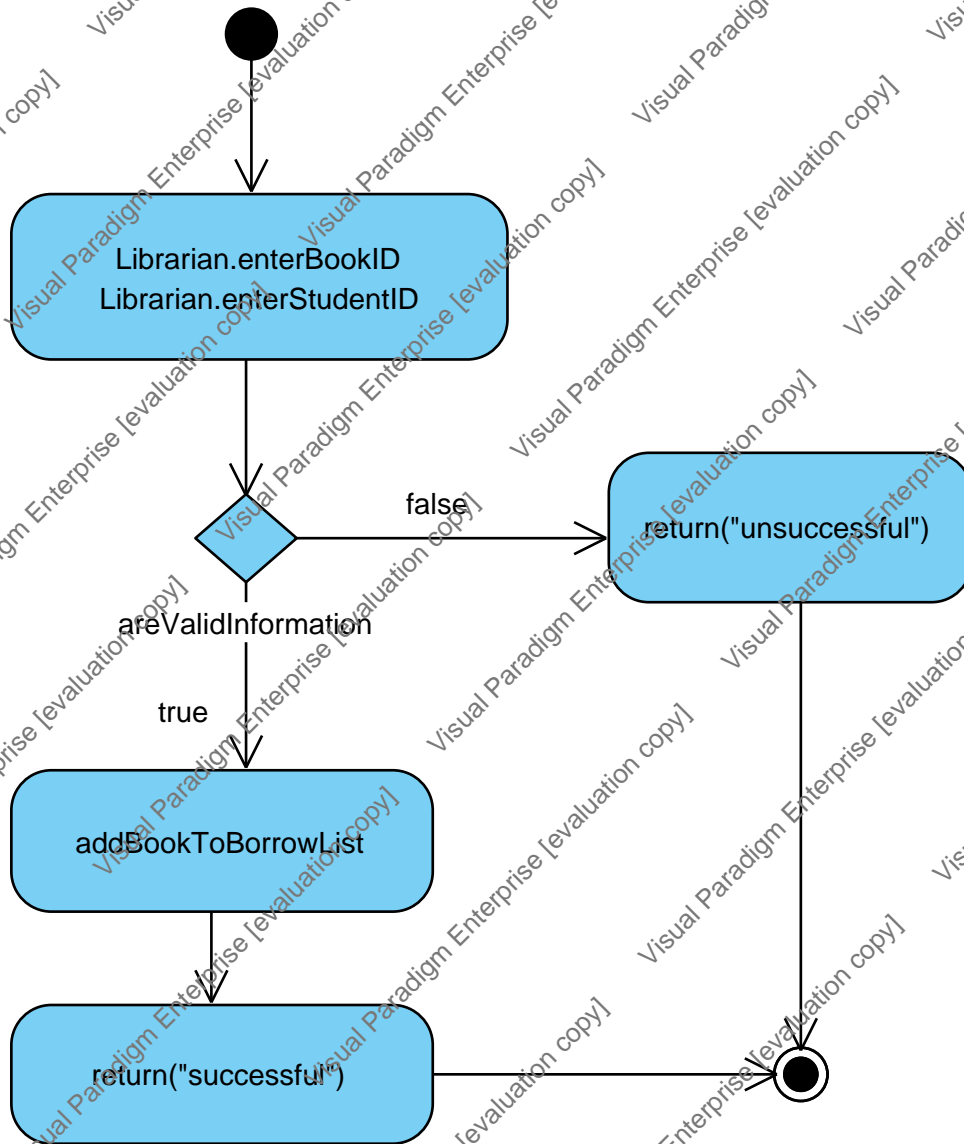 Librarian.enterBookID
Librarian.enterStudentID
false
return("unsuccessful")
areValidInformation
true
addBookToBorrowList
return("successful")
Visual Paradigm Enterprise [evaluation copy]